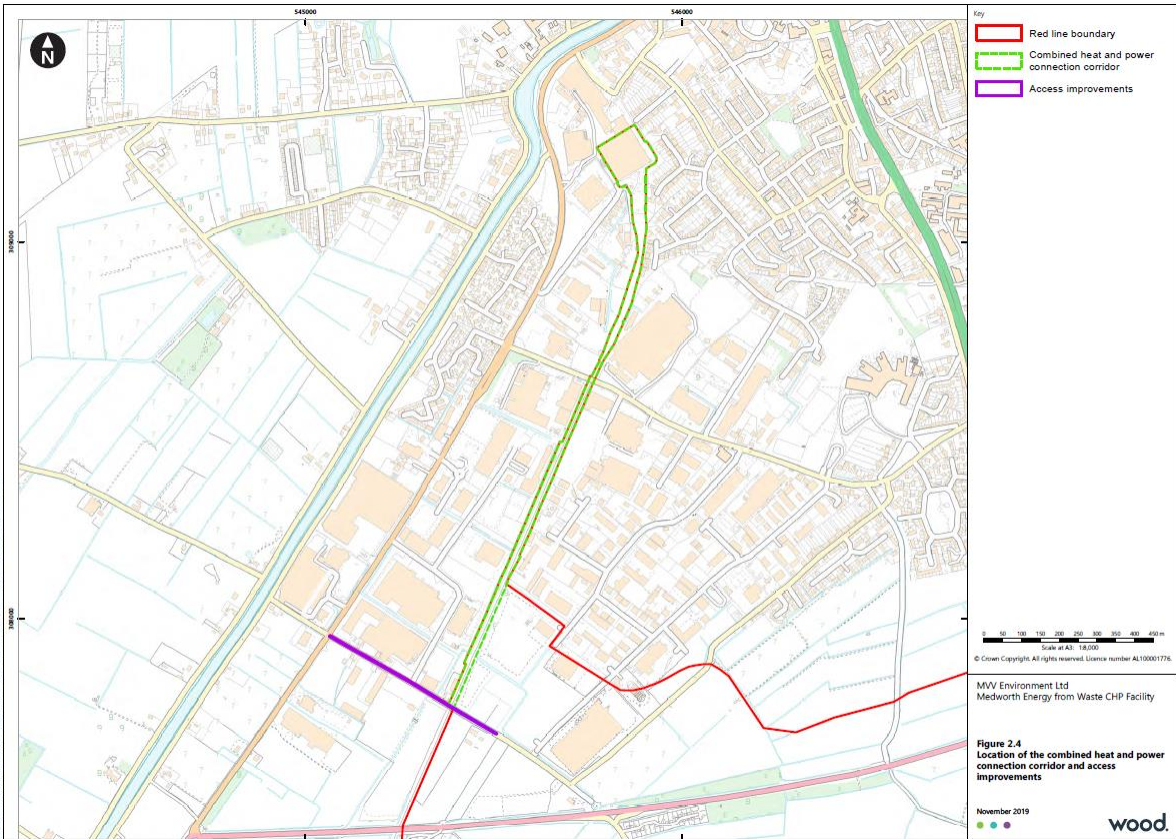 545000
546000
N
309000
308000
Key
Red line boundary
Combined heat and power
connection corridor
Access improvements
0 50 100 150 200 250 300 350 400 450 m
Scale at A3: 1:8,000
© Crown Copyright. All rights reserved. Licence number AL100001776.
MVV Environment Ltd
Medworth Energy from Waste CHP Facility
Figure 2.4
Location of the combined heat and power
connection corridor and access
improvements
November 2019
wood